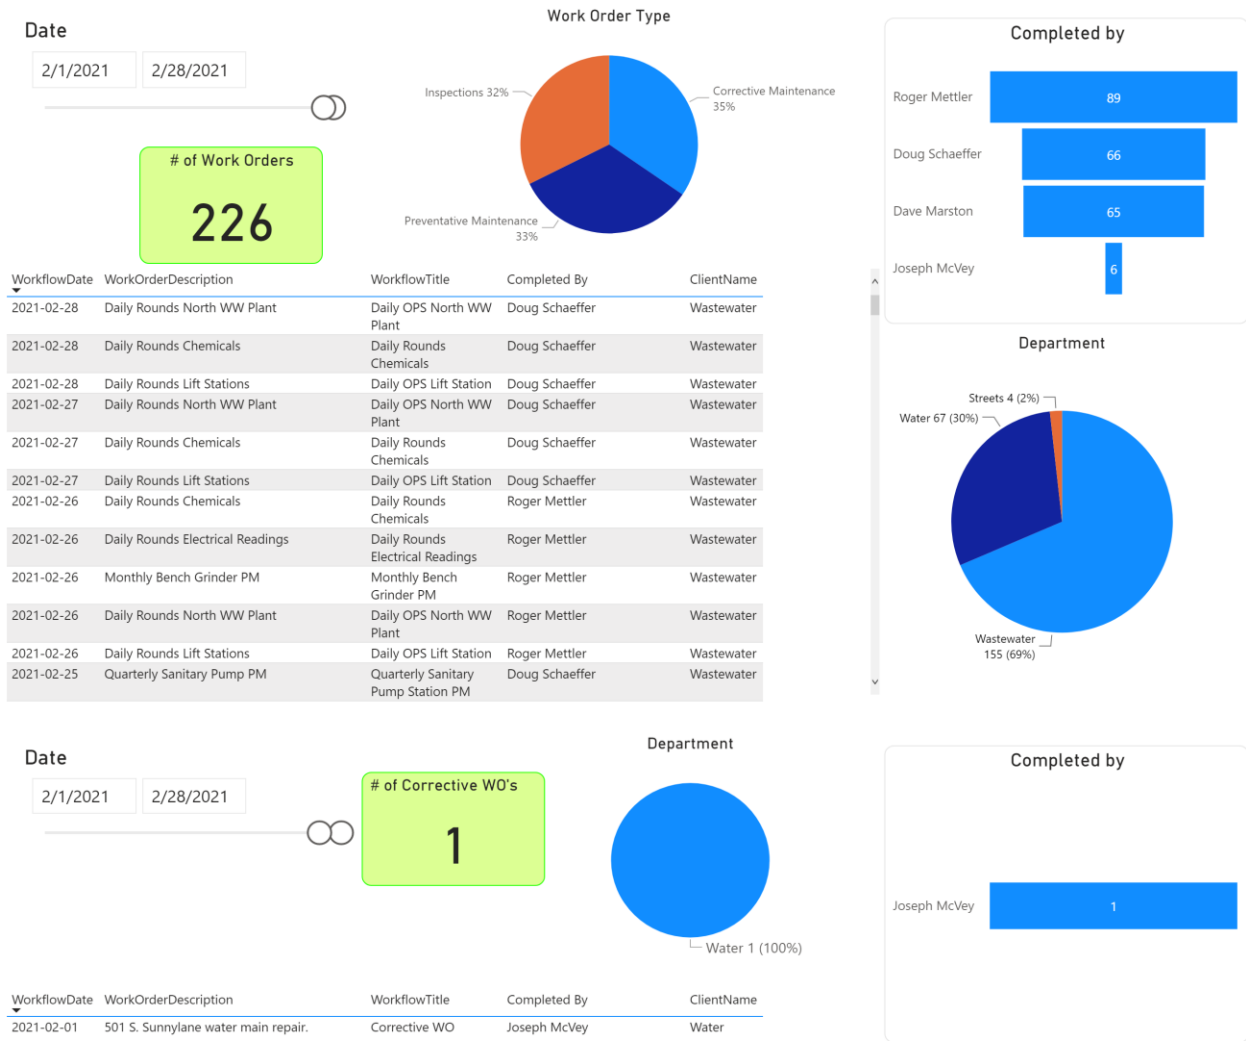 Date
2/1/2021 2/28/2021
# of Work Orders
226
Work Order Type
Inspections 32%
Corrective Maintenance
35%
Preventative Maintenance
33%
Completed by
Roger Mettler 89
Doug Schaeffer 66
Dave Marston 65
Joseph McVey 6
WorkflowDate WorkOrderDescription WorkflowTitle Completed By ClientName
2021-02-28 Daily Rounds North WW Plant Daily OPS North WW Doug Schaeffer Wastewater
Plant
2021-02-28 Daily Rounds Chemicals Daily Rounds Doug Schaeffer Wastewater
Chemicals
2021-02-28 Daily Rounds Lift Stations Daily OPS Lift Station Doug Schaeffer Wastewater
2021-02-27 Daily Rounds North WW Plant Daily OPS North WW Doug Schaeffer Wastewater
Plant
2021-02-27 Daily Rounds Chemicals Daily Rounds Doug Schaeffer Wastewater
Chemicals
2021-02-27 Daily Rounds Lift Stations Daily OPS Lift Station Doug Schaeffer Wastewater
2021-02-26 Daily Rounds Chemicals Daily Rounds Roger Mettler Wastewater
Chemicals
2021-02-26 Daily Rounds Electrical Readings Daily Rounds Roger Mettler Wastewater
Electrical Readings
2021-02-26 Monthly Bench Grinder PM Monthly Bench Roger Mettler Wastewater
Grinder PM
2021-02-26 Daily Rounds North WW Plant Daily OPS North WW Roger Mettler Wastewater
Plant
2021-02-26 Daily Rounds Lift Stations Daily OPS Lift Station Roger Mettler Wastewater
2021-02-25 Quarterly Sanitary Pump PM Quarterly Sanitary Doug Schaeffer Wastewater
Pump Station PM
Department
Streets 4 (2%)
Water 67 (30%)
Wastewater
155 (69%)
Date
2/1/2021 2/28/2021
# of Corrective WO's
1
Department
Water 1 (100%)
Completed by
Joseph McVey 1
WorkflowDate WorkOrderDescription WorkflowTitle Completed By ClientName
2021-02-01 501 S. Sunnylane water main repair. Corrective WO Joseph McVey Water